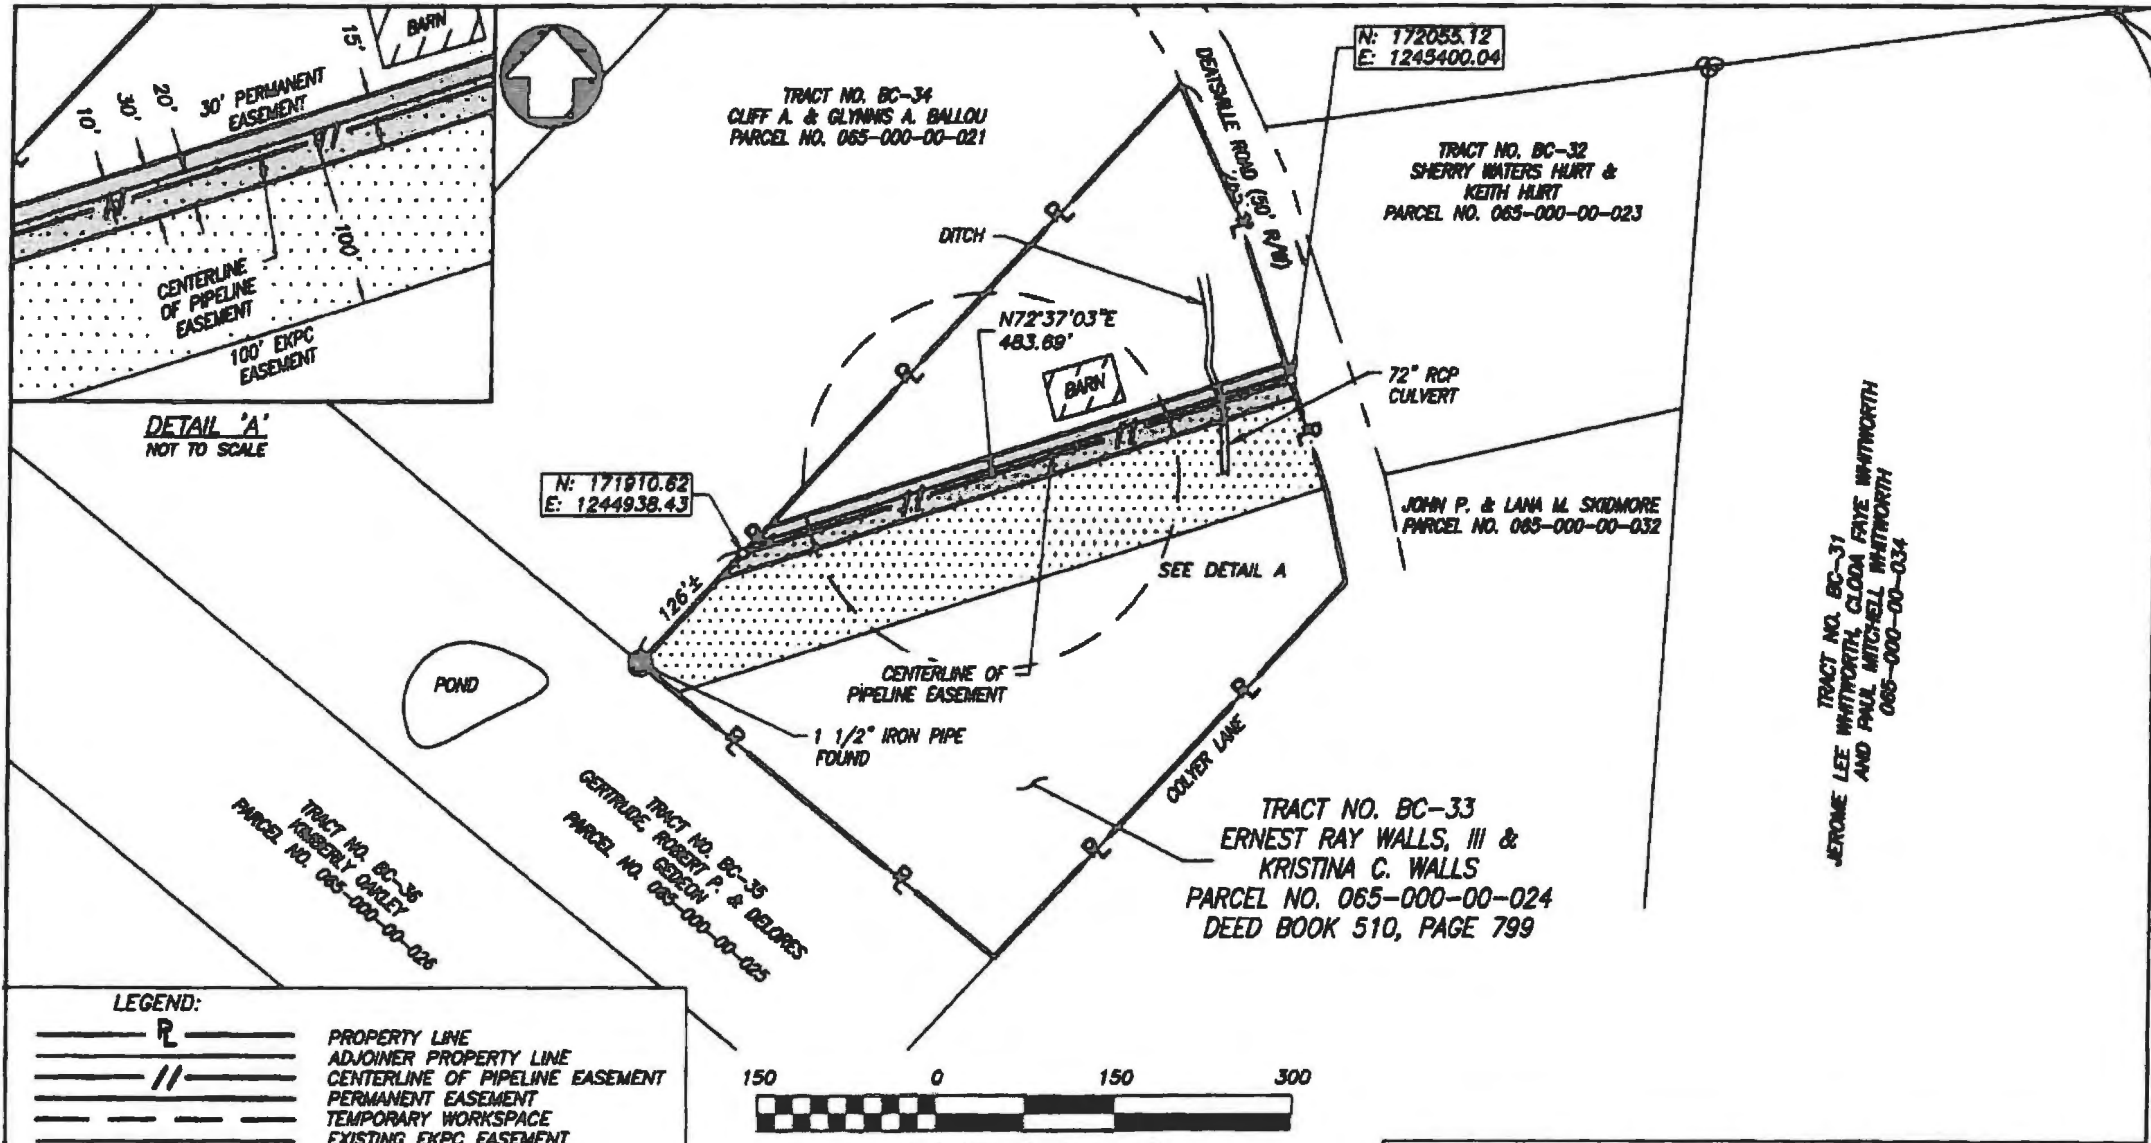 BARN
15'
10'
30'
20'
30' PERMANENT
EASEMENT
100'
CENTERLINE
OF PIPELINE
EASEMENT
100' EKPC
EASEMENT
DETAIL 'A'
NOT TO SCALE
TRACT NO. BC-34
CLIFF A. & GLYNNIS A. BALLOU
PARCEL NO. 065-000-00-021
DEATSVILLE ROAD (50' R/W)
N: 172055.12
E: 1245400.04
TRACT NO. BC-32
SHERRY WATERS HURT &
KEITH HURT
PARCEL NO. 065-000-00-023
DITCH
N72°37'03"E
483.69'
BARN
72" RCP
CULVERT
N: 171910.62
E: 1244938.43
JOHN P. & LANA M. SKIDMORE
PARCEL NO. 065-000-00-032
SEE DETAIL A
126'±
CENTERLINE OF
PIPELINE EASEMENT
POND
1 1/2" IRON PIPE
FOUND
COLYER LANE
TRACT NO. BC-31
JEROME LEE WHITWORTH, CLODA FAYE WHITWORTH
AND PAUL MITCHELL WHITWORTH
065-000-00-034
TRACT NO. BC-36
KIMBERLY OAKLEY
PARCEL NO. 065-000-00-026
TRACT NO. BC-35
GERTRUDE, ROBERT P. & DELORES
GEDEON
PARCEL NO. 065-000-00-025
TRACT NO. BC-33
ERNEST RAY WALLS, III &
KRISTINA C. WALLS
PARCEL NO. 065-000-00-024
DEED BOOK 510, PAGE 799
LEGEND:
PL PROPERTY LINE
ADJOINER PROPERTY LINE
CENTERLINE OF PIPELINE EASEMENT
PERMANENT EASEMENT
TEMPORARY WORKSPACE
EXISTING EKPC EASEMENT
150 0 150 300